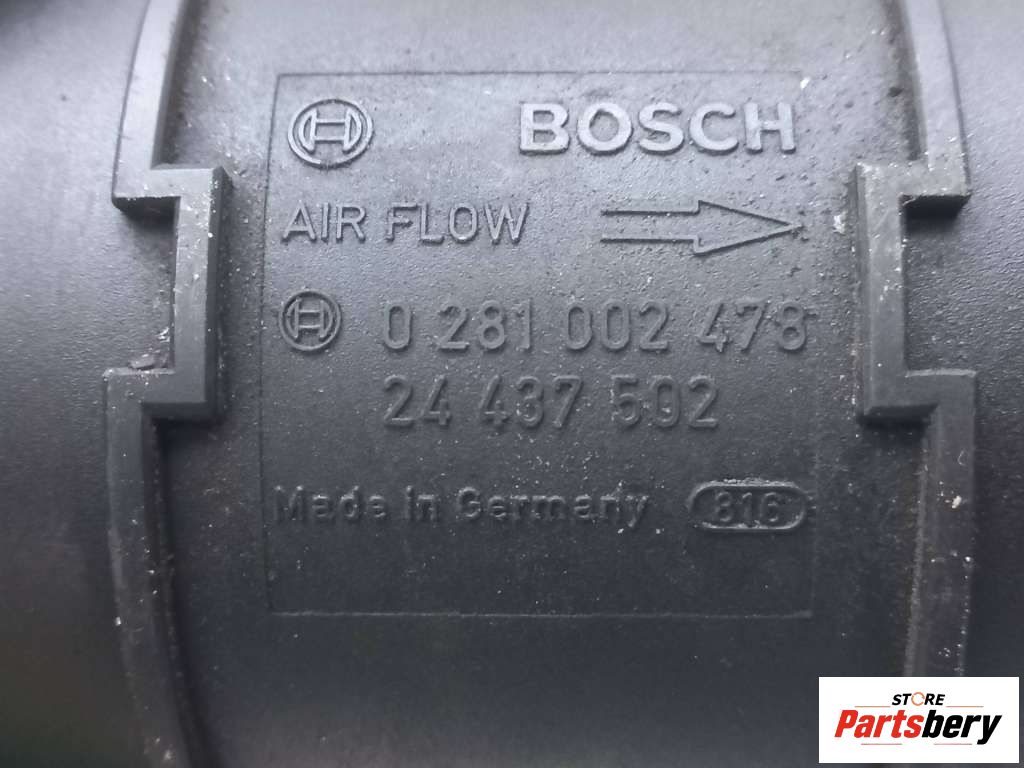 BOSCH
AIR FLOW
0 281 002 478
24 437 502
Made in Germany 816
STORE
Partsbery